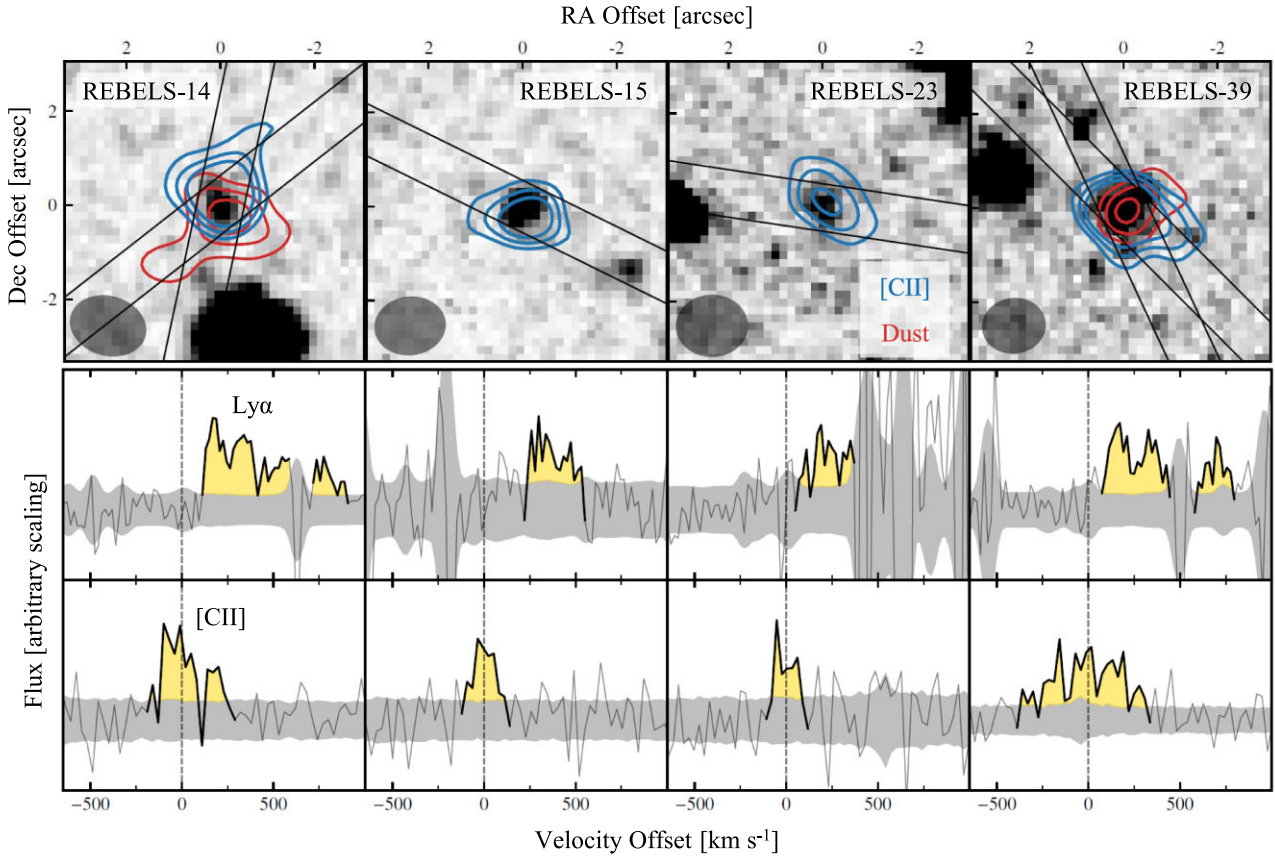 RA Offset [arcsec]
2 0 -2 2 0 -2 2 0 -2 2 0 -2
Dec Offset [arcsec]
2
0
-2
REBELS-14 REBELS-15 REBELS-23 REBELS-39
[CII]
Dust
Flux [arbitrary scaling]
Lyα
[CII]
−500 0 500 −500 0 500 −500 0 500 −500 0 500
Velocity Offset [km s⁻¹]